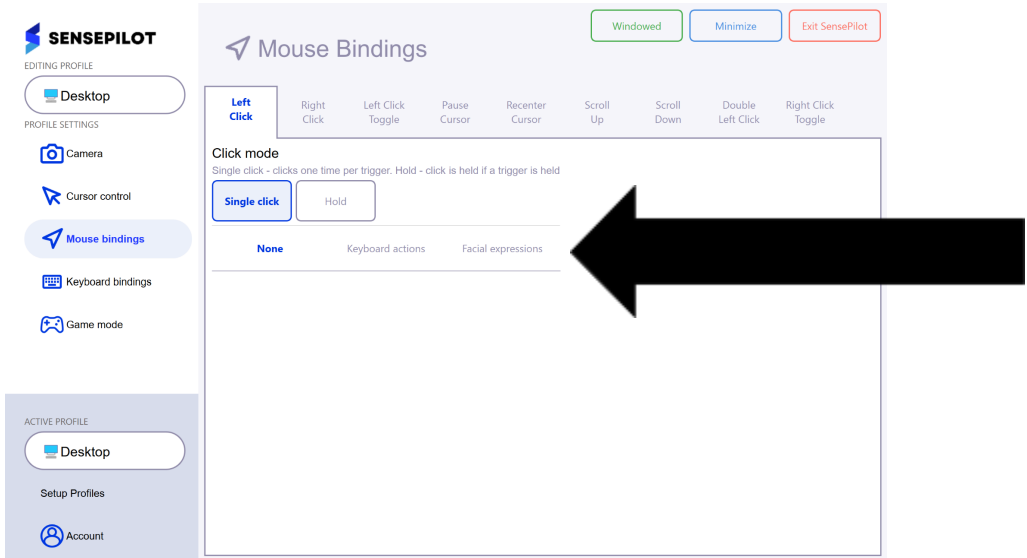 SENSEPILOT
EDITING PROFILE
Desktop
PROFILE SETTINGS
Camera
Cursor control
Mouse bindings
Keyboard bindings
Game mode
ACTIVE PROFILE
Desktop
Setup Profiles
Account
Windowed Minimize Exit SensePilot
Mouse Bindings
Left Click
Right Click
Left Click Toggle
Pause Cursor
Recenter Cursor
Scroll Up
Scroll Down
Double Left Click
Right Click Toggle
Click mode
Single click - clicks one time per trigger. Hold - click is held if a trigger is held
Single click Hold
None Keyboard actions Facial expressions